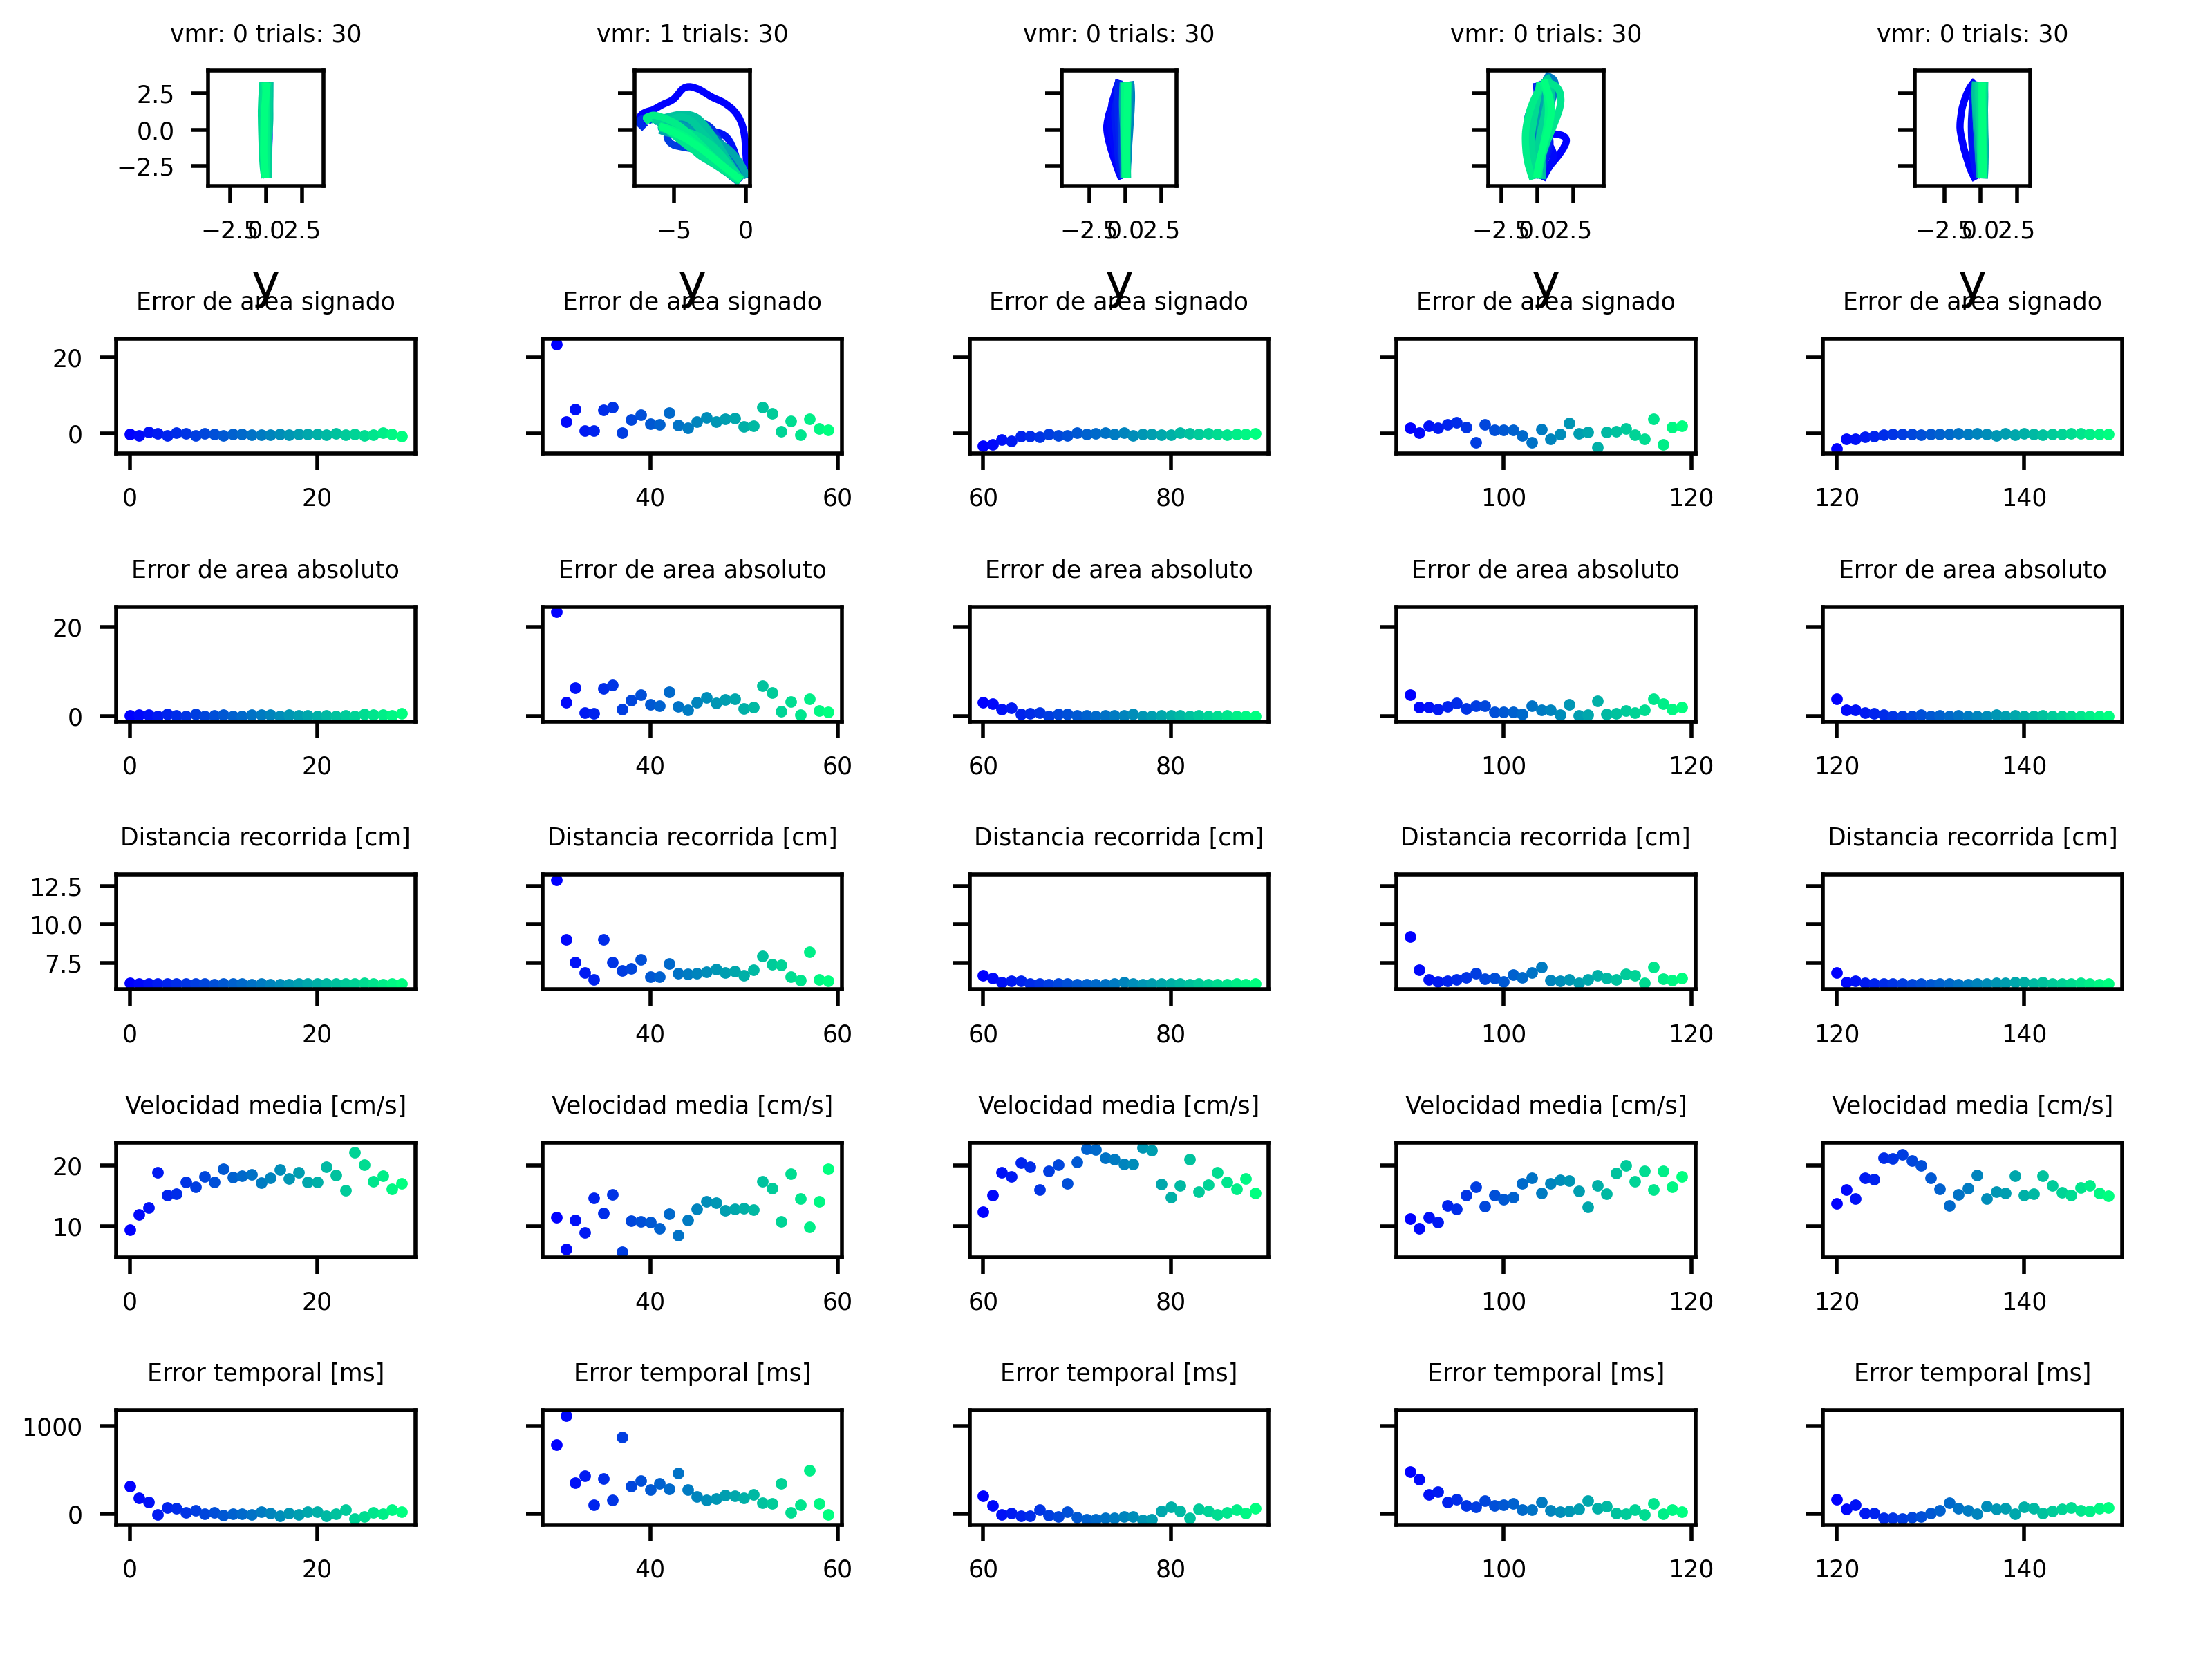 vmr: 0 trials: 30 vmr: 1 trials: 30 vmr: 0 trials: 30 vmr: 0 trials: 30 vmr: 0 trials: 30
2.5
0.0
−2.5
−2.5 0.0 2.5 −5 0 −2.5 0.0 2.5 −2.5 0.0 2.5 −2.5 0.0 2.5
y y y y y
Error de area signado Error de area signado Error de area signado Error de area signado Error de area signado
20
0
0 20 40 60 60 80 100 120 120 140
Error de area absoluto Error de area absoluto Error de area absoluto Error de area absoluto Error de area absoluto
20
0
0 20 40 60 60 80 100 120 120 140
Distancia recorrida [cm] Distancia recorrida [cm] Distancia recorrida [cm] Distancia recorrida [cm] Distancia recorrida [cm]
12.5
10.0
7.5
0 20 40 60 60 80 100 120 120 140
Velocidad media [cm/s] Velocidad media [cm/s] Velocidad media [cm/s] Velocidad media [cm/s] Velocidad media [cm/s]
20
10
0 20 40 60 60 80 100 120 120 140
Error temporal [ms] Error temporal [ms] Error temporal [ms] Error temporal [ms] Error temporal [ms]
1000
0
0 20 40 60 60 80 100 120 120 140